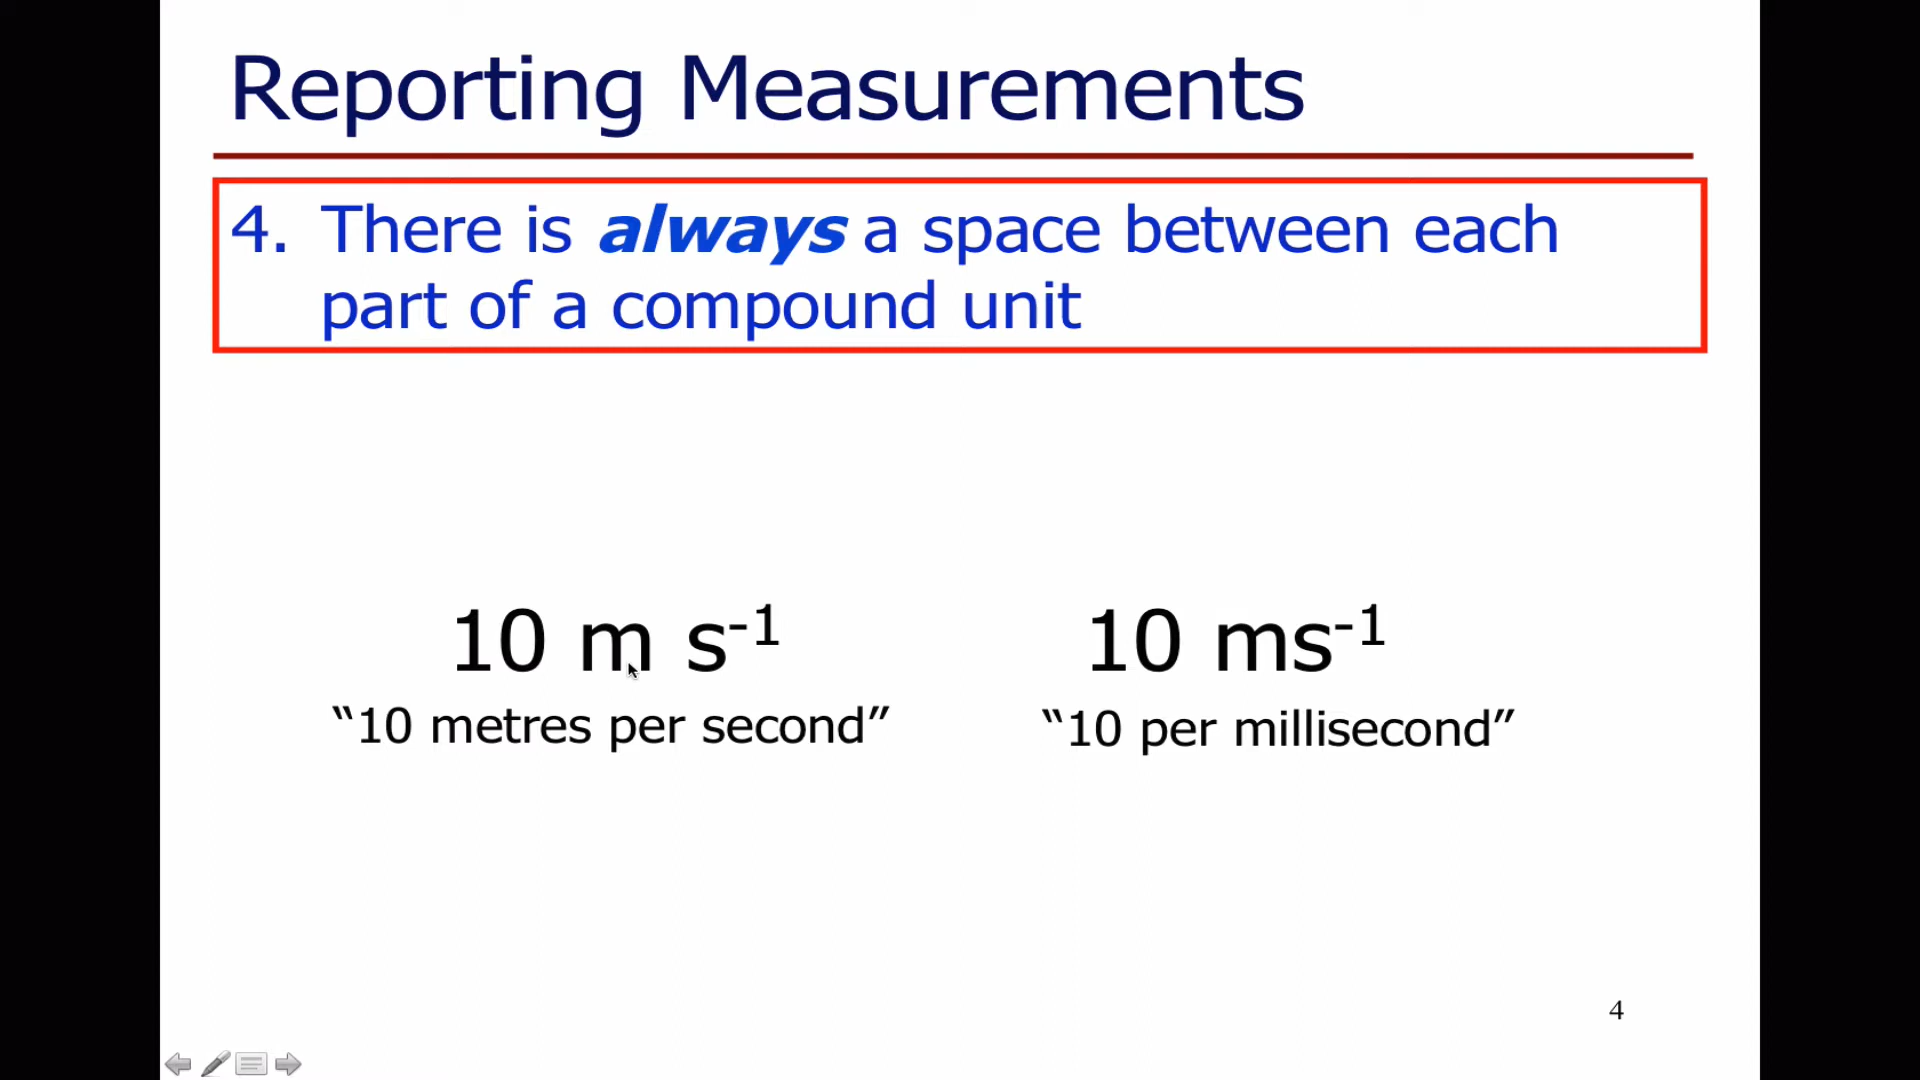 Reporting Measurements
4. There is always a space between each
part of a compound unit
10 m s⁻¹
“10 metres per second”
10 ms⁻¹
“10 per millisecond”
4